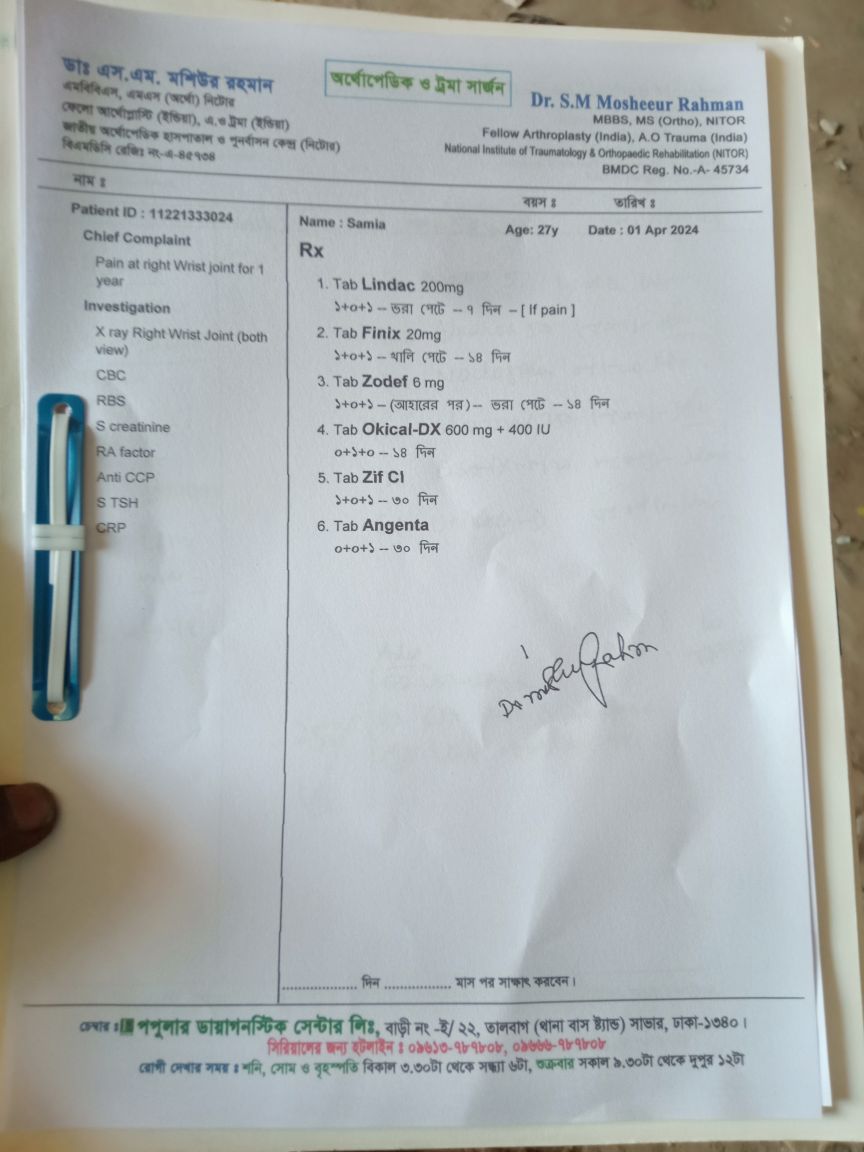 ডাঃ এস.এম. মশিউর রহমান
এমবিবিএস, এমএস (অর্থো) নিটোর
ফেলো আর্থোপ্লাস্টি (ইন্ডিয়া), এ.ও ট্রমা (ইন্ডিয়া)
জাতীয় অর্থোপেডিক হাসপাতাল ও পুনর্বাসন কেন্দ্র (নিটোর)
বিএমডিসি রেজিঃ নং-এ-৪৫৭৩৪
অর্থোপেডিক ও ট্রমা সার্জন
Dr. S.M Mosheeur Rahman
MBBS, MS (Ortho), NITOR
Fellow Arthroplasty (India), A.O Trauma (India)
National Institute of Traumatology & Orthopaedic Rehabilitation (NITOR)
BMDC Reg. No.-A- 45734
নাম ঃ
বয়স ঃ তারিখ ঃ
Patient ID : 11221333024
Chief Complaint
Pain at right Wrist joint for 1
year
Investigation
X ray Right Wrist Joint (both
view)
CBC
RBS
S creatinine
RA factor
Anti CCP
S TSH
CRP
Name : Samia Age: 27y Date : 01 Apr 2024
Rx
1. Tab Lindac 200mg
১+০+১ -- ভরা পেটে -- ৭ দিন -- [ If pain ]
2. Tab Finix 20mg
১+০+১ -- খালি পেটে -- ১৪ দিন
3. Tab Zodef 6 mg
১+০+১ -- (আহারের পর) -- ভরা পেটে -- ১৪ দিন
4. Tab Okical-DX 600 mg + 400 IU
০+১+০ -- ১৪ দিন
5. Tab Zif CI
১+০+১ -- ৩০ দিন
6. Tab Angenta
০+০+১ -- ৩০ দিন
.................. দিন ................ মাস পর সাক্ষাৎ করবেন।
চেম্বার ঃ পপুলার ডায়াগনস্টিক সেন্টার লিঃ, বাড়ী নং -ই/ ২২, তালবাগ (থানা বাস স্ট্যান্ড) সাভার, ঢাকা-১৩৪০।
সিরিয়ালের জন্য হটলাইন ঃ ০৯৬১৩-৭৮৭৮০৮, ০৯৬৬৬-৭৮৭৮০৮
রোগী দেখার সময় ঃ শনি, সোম ও বৃহস্পতি বিকাল ৩.৩০টা থেকে সন্ধ্যা ৬টা, শুক্রবার সকাল ৯.৩০টা থেকে দুপুর ১২টা